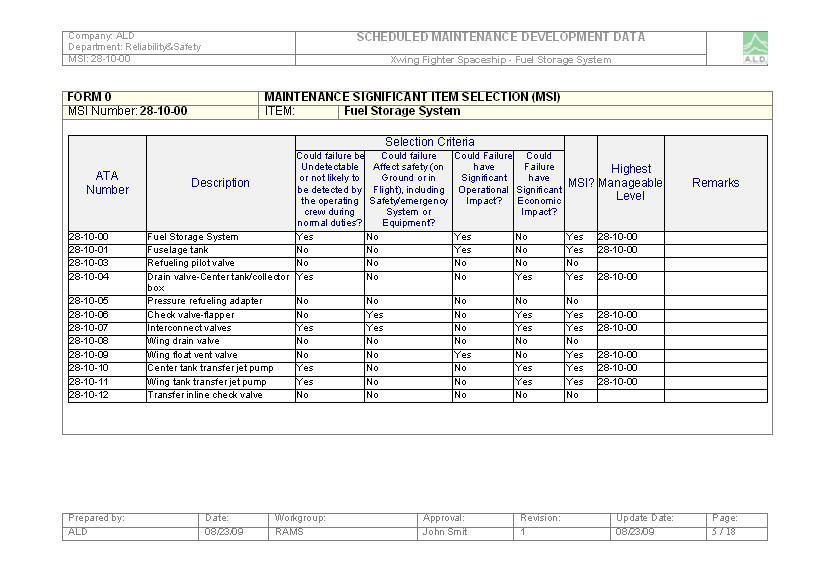 Company: ALD
Department: Reliability&Safety
SCHEDULED MAINTENANCE DEVELOPMENT DATA
A.L.D.
MSI: 28-10-00
Xwing Fighter Spaceship - Fuel Storage System
FORM 0 MAINTENANCE SIGNIFICANT ITEM SELECTION (MSI)
MSI Number: 28-10-00 ITEM: Fuel Storage System
ATA Number
Description
Selection Criteria
Could failure be Undetectable or not likely to be detected by the operating crew during normal duties?
Could failure Affect safety (on Ground or in Flight), including Safety/emergency System or Equipment?
Could Failure have Significant Operational Impact?
Could Failure have Significant Economic Impact?
MSI?
Highest Manageable Level
Remarks
28-10-00 Fuel Storage System Yes No Yes No Yes 28-10-00
28-10-01 Fuselage tank No No Yes No Yes 28-10-00
28-10-03 Refueling pilot valve No No No No No
28-10-04 Drain valve-Center tank/collector box Yes No No Yes Yes 28-10-00
28-10-05 Pressure refueling adapter No No No No No
28-10-06 Check valve-flapper No Yes No Yes Yes 28-10-00
28-10-07 Interconnect valves Yes Yes No Yes Yes 28-10-00
28-10-08 Wing drain valve No No No No No
28-10-09 Wing float vent valve No No Yes No Yes 28-10-00
28-10-10 Center tank transfer jet pump Yes No No Yes Yes 28-10-00
28-10-11 Wing tank transfer jet pump Yes No No Yes Yes 28-10-00
28-10-12 Transfer inline check valve No No No No No
Prepared by: Date: Workgroup: Approval: Revision: Update Date: Page:
ALD 08/23/09 RAMS John Smit 1 08/23/09 5 / 18